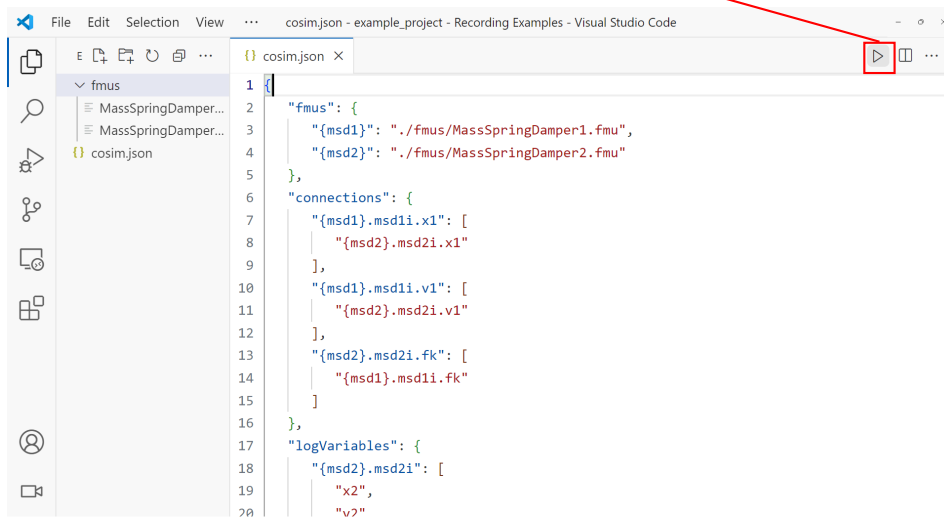 File Edit Selection View ··· cosim.json - example_project - Recording Examples - Visual Studio Code
E ··· {} cosim.json ×
fmus
MassSpringDamper...
MassSpringDamper...
{} cosim.json
1 {
2 "fmus": {
3 "{msd1}": "./fmus/MassSpringDamper1.fmu",
4 "{msd2}": "./fmus/MassSpringDamper2.fmu"
5 },
6 "connections": {
7 "{msd1}.msd1i.x1": [
8 "{msd2}.msd2i.x1"
9 ],
10 "{msd1}.msd1i.v1": [
11 "{msd2}.msd2i.v1"
12 ],
13 "{msd2}.msd2i.fk": [
14 "{msd1}.msd1i.fk"
15 ]
16 },
17 "logVariables": {
18 "{msd2}.msd2i": [
19 "x2",
20 "v2"